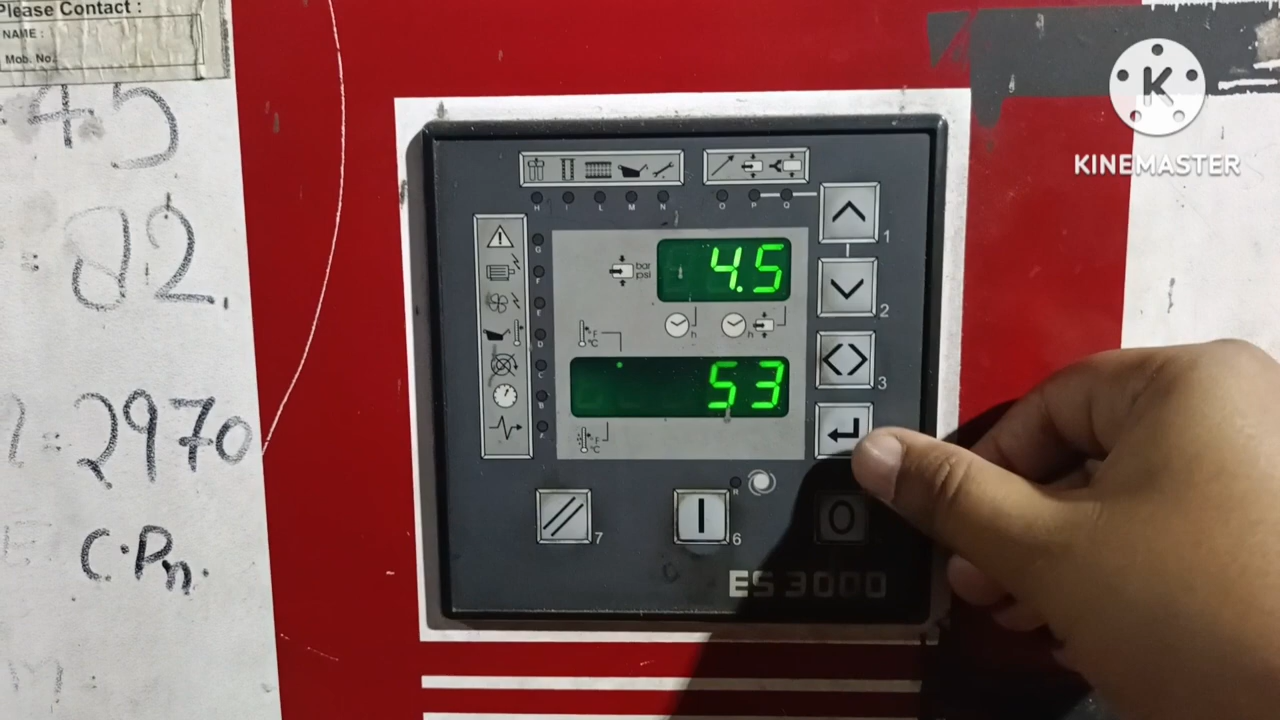 Please Contact :
NAME :
Mob. No.
45
82.
= 2970
C.Pn.
H I L M N
O P Q
G
F
E
D
C
B
A
bar
psi
4.5
h
h
°F
°C
53
°F
°C
1
2
3
R
7
6
O
ES 3000
KINEMASTER